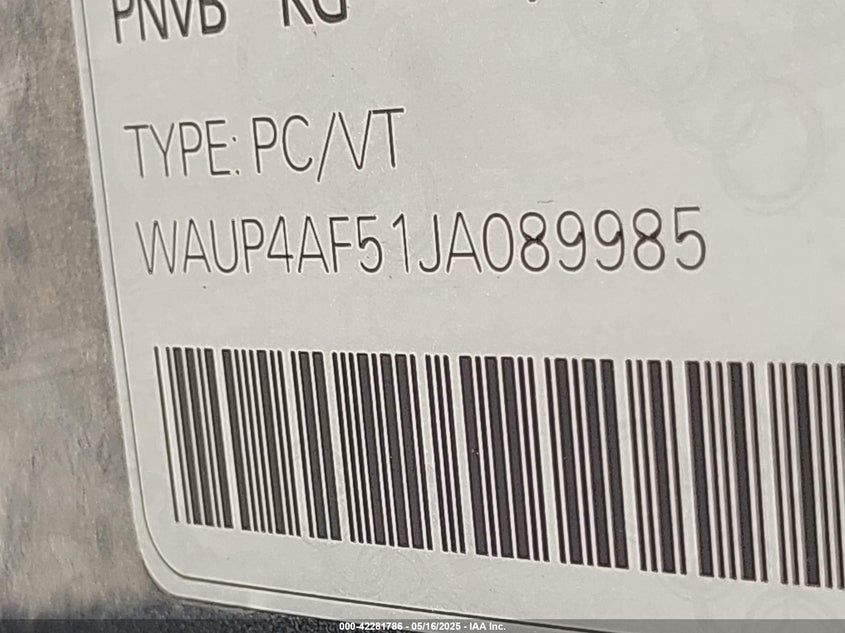 PNVB KG
TYPE: PC/VT
WAUP4AF51JA089985
000-42281786 - 05/16/2025 - IAA Inc.